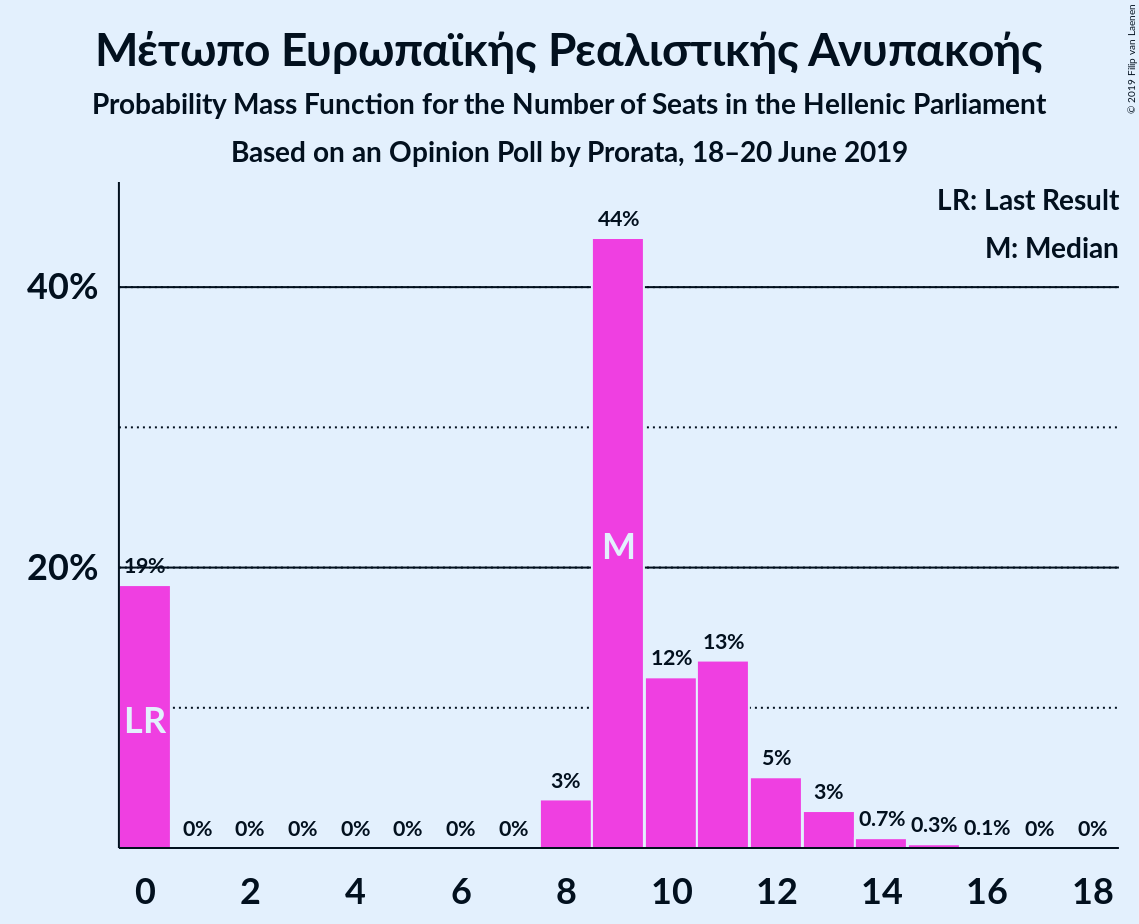 Μέτωπο Ευρωπαϊκής Ρεαλιστικής Ανυπακοής
Probability Mass Function for the Number of Seats in the Hellenic Parliament
Based on an Opinion Poll by Prorata, 18–20 June 2019
© 2019 Filip van Laenen
LR: Last Result
M: Median
44%
40%
M
20%
19%
13%
12%
LR
5%
3%
3%
0.7%
0.3%
0.1%
0% 0% 0% 0% 0% 0% 0% 0% 0%
0 2 4 6 8 10 12 14 16 18